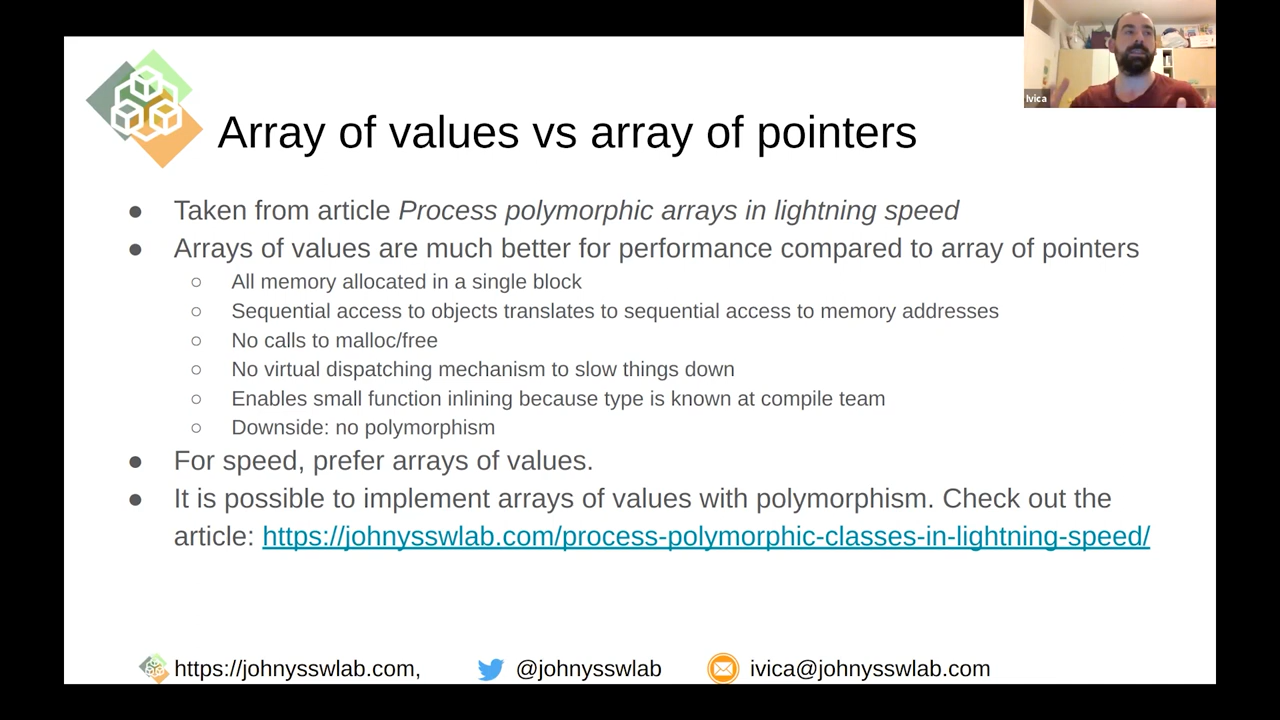 Ivica
Array of values vs array of pointers
● Taken from article Process polymorphic arrays in lightning speed
● Arrays of values are much better for performance compared to array of pointers
○ All memory allocated in a single block
○ Sequential access to objects translates to sequential access to memory addresses
○ No calls to malloc/free
○ No virtual dispatching mechanism to slow things down
○ Enables small function inlining because type is known at compile team
○ Downside: no polymorphism
● For speed, prefer arrays of values.
● It is possible to implement arrays of values with polymorphism. Check out the
article: https://johnysswlab.com/process-polymorphic-classes-in-lightning-speed/
https://johnysswlab.com, @johnysswlab ivica@johnysswlab.com